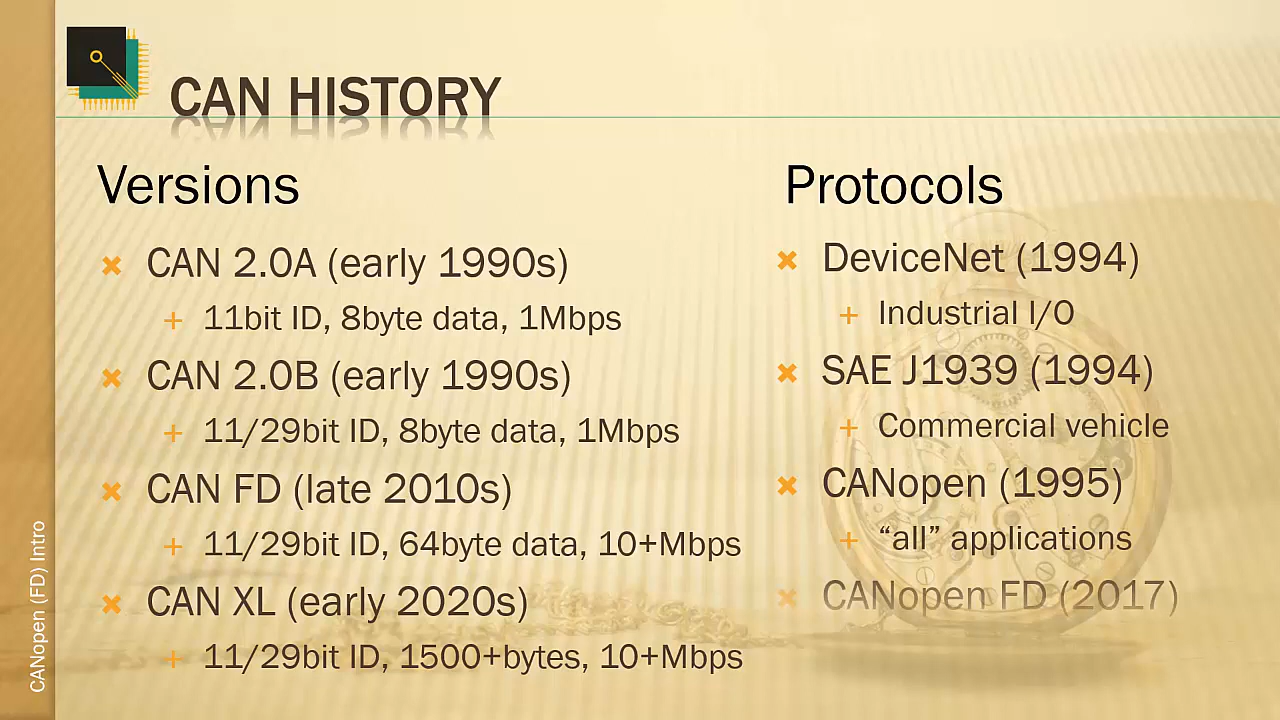 CAN HISTORY
Versions
CAN 2.0A (early 1990s)
11bit ID, 8byte data, 1Mbps
CAN 2.0B (early 1990s)
11/29bit ID, 8byte data, 1Mbps
CAN FD (late 2010s)
11/29bit ID, 64byte data, 10+Mbps
CAN XL (early 2020s)
11/29bit ID, 1500+bytes, 10+Mbps
Protocols
DeviceNet (1994)
Industrial I/O
SAE J1939 (1994)
Commercial vehicle
CANopen (1995)
“all” applications
CANopen FD (2017)
CANopen (FD) Intro